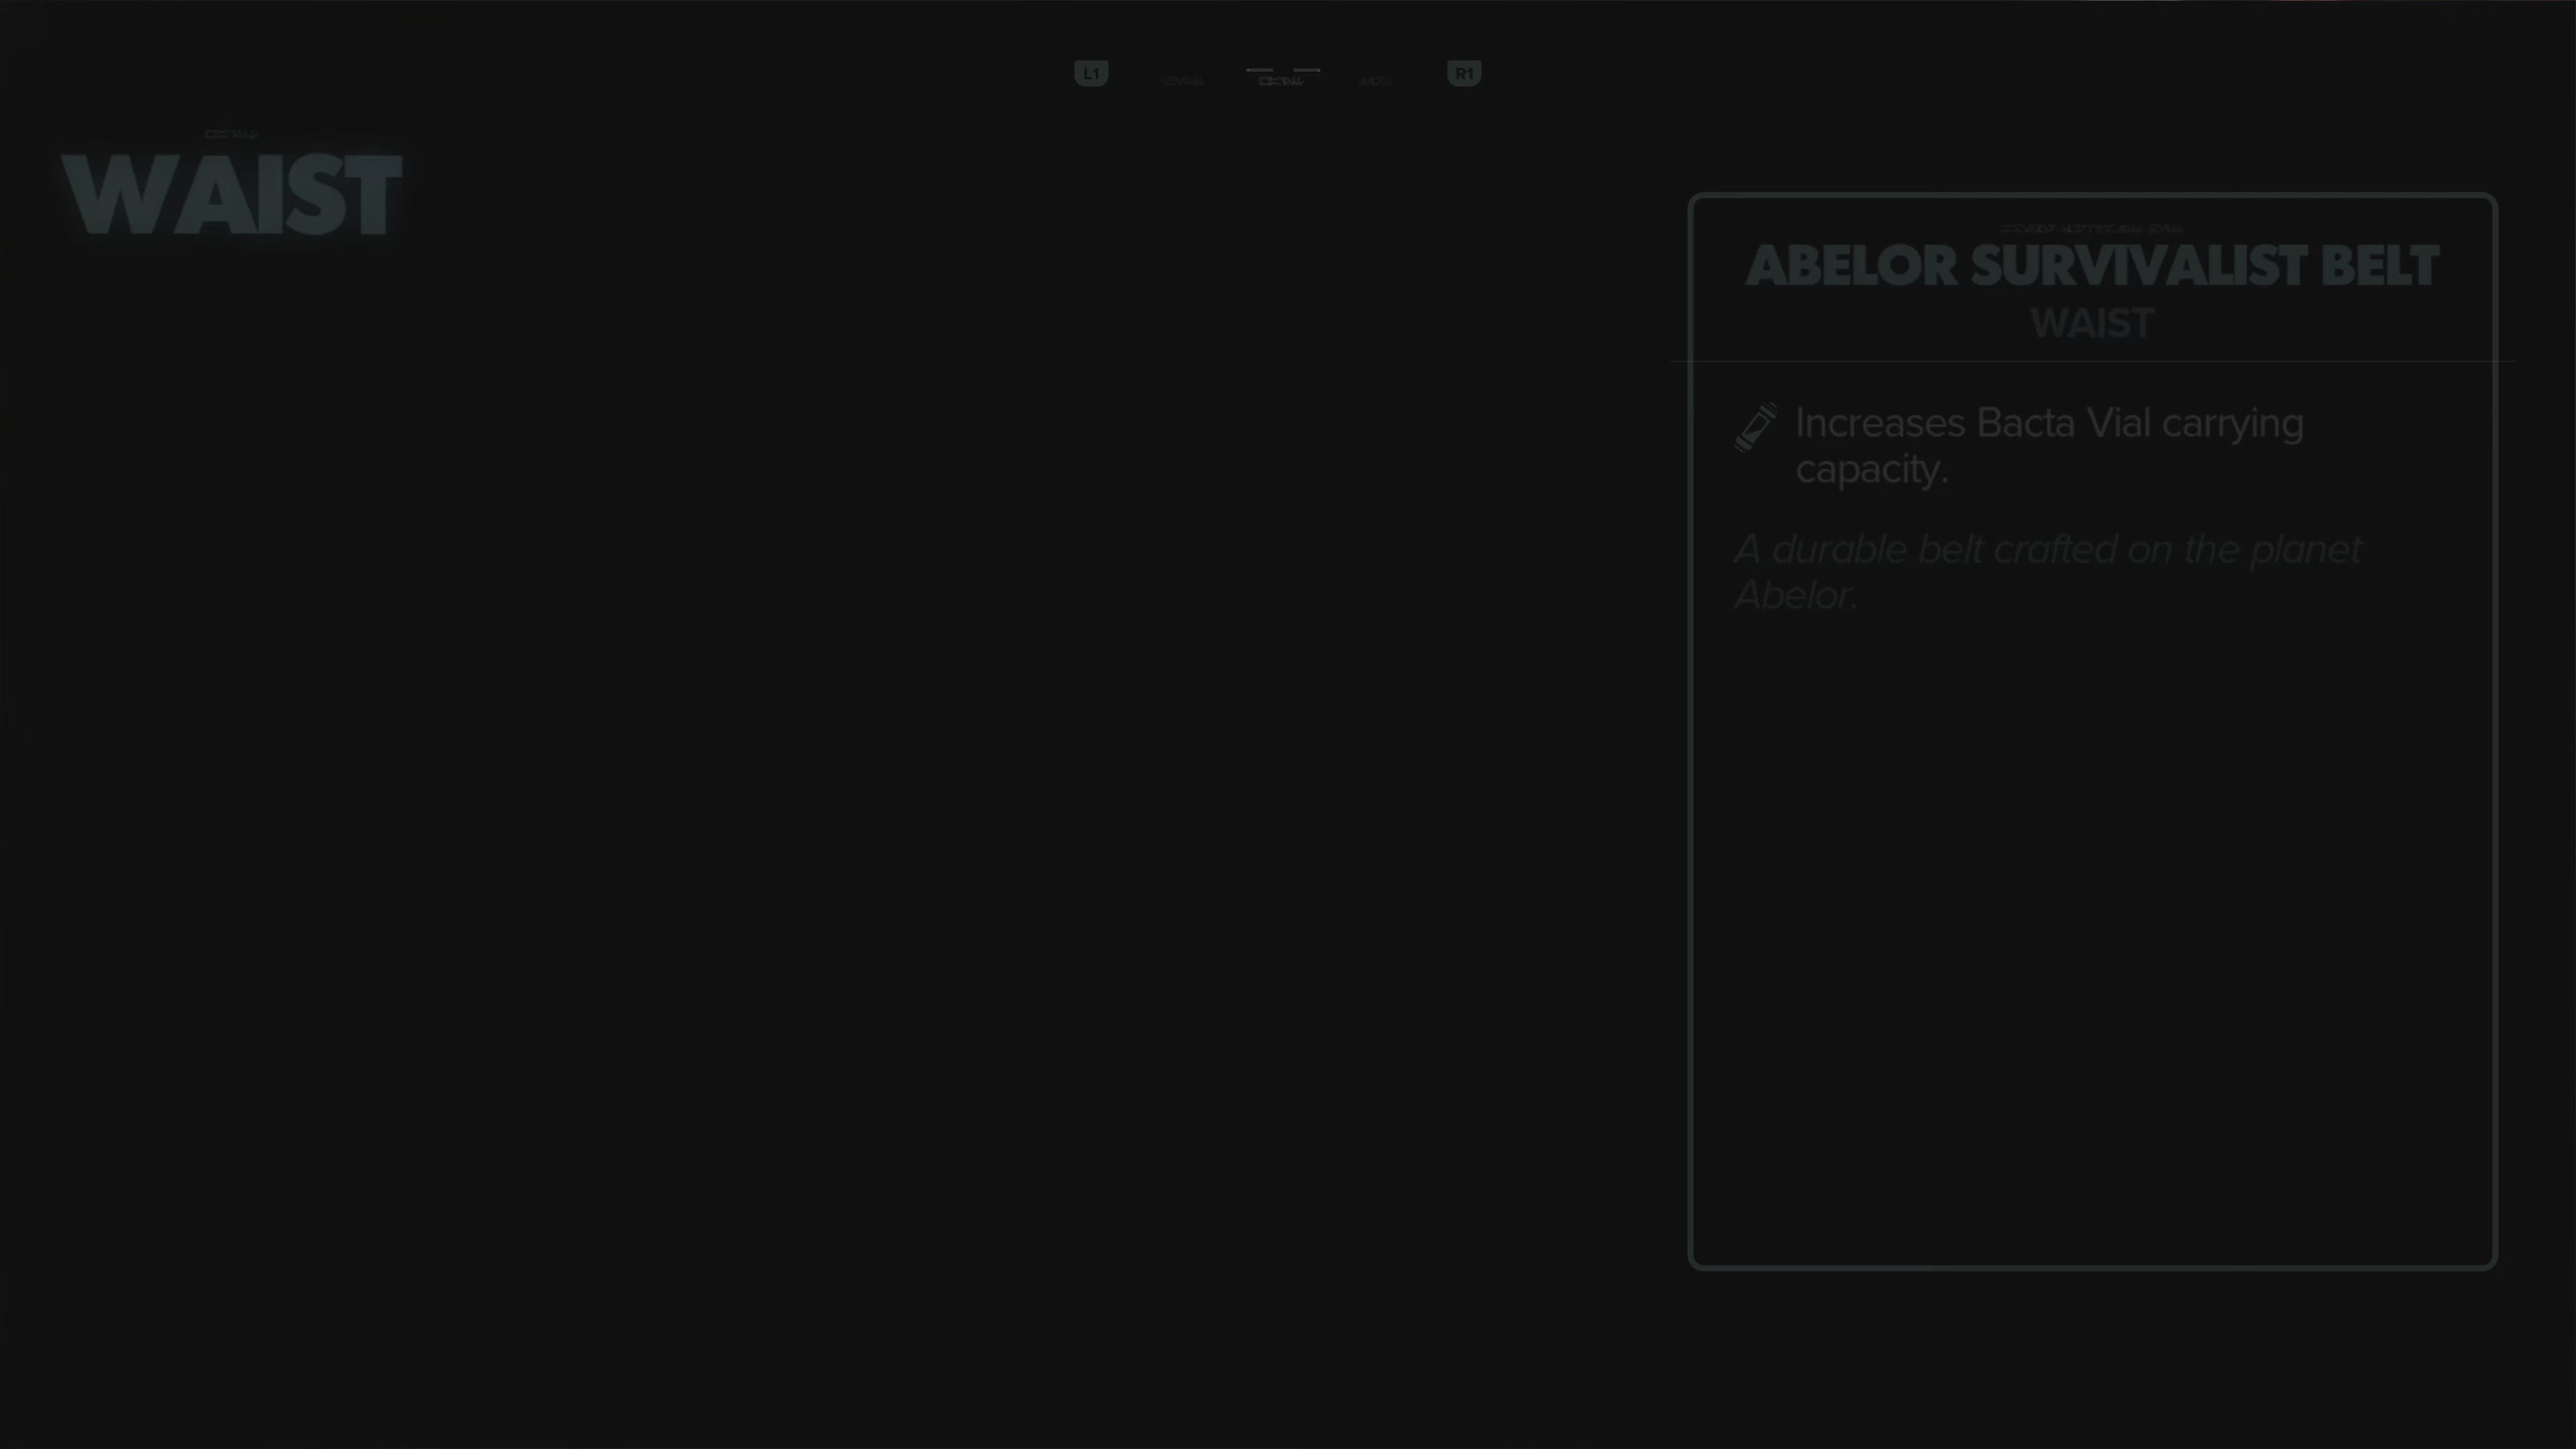 L1
R1
WAIST
ABELOR SURVIVALIST BELT
WAIST
Increases Bacta Vial carrying
capacity.
A durable belt crafted on the planet
Abelor.